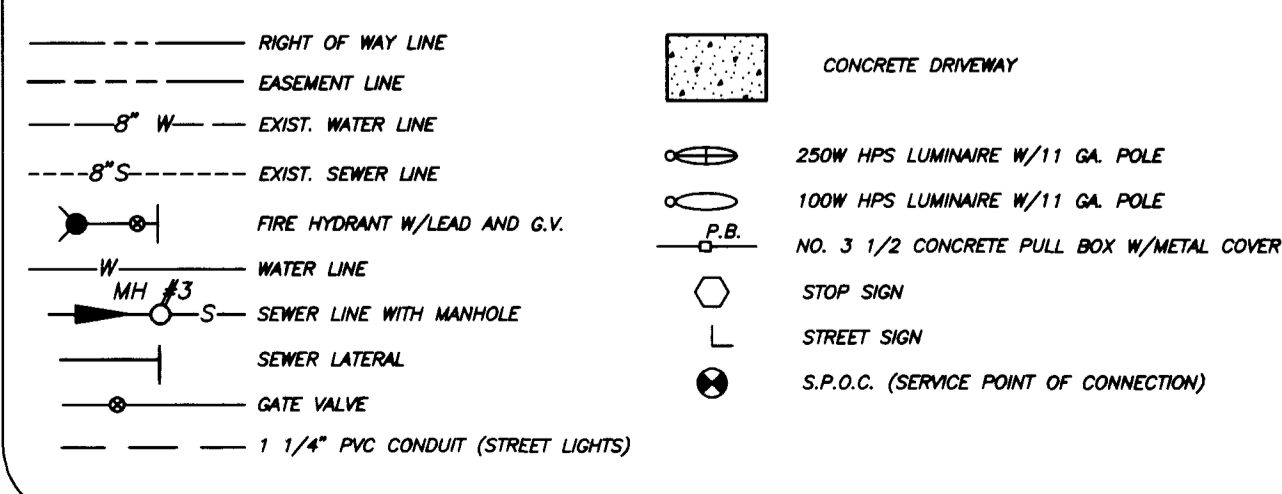 RIGHT OF WAY LINE
EASEMENT LINE
8" W EXIST. WATER LINE
8"S EXIST. SEWER LINE
FIRE HYDRANT W/LEAD AND G.V.
W WATER LINE
MH #3
S SEWER LINE WITH MANHOLE
SEWER LATERAL
GATE VALVE
1 1/4" PVC CONDUIT (STREET LIGHTS)
CONCRETE DRIVEWAY
250W HPS LUMINAIRE W/11 GA. POLE
100W HPS LUMINAIRE W/11 GA. POLE
P.B.
NO. 3 1/2 CONCRETE PULL BOX W/METAL COVER
STOP SIGN
STREET SIGN
S.P.O.C. (SERVICE POINT OF CONNECTION)